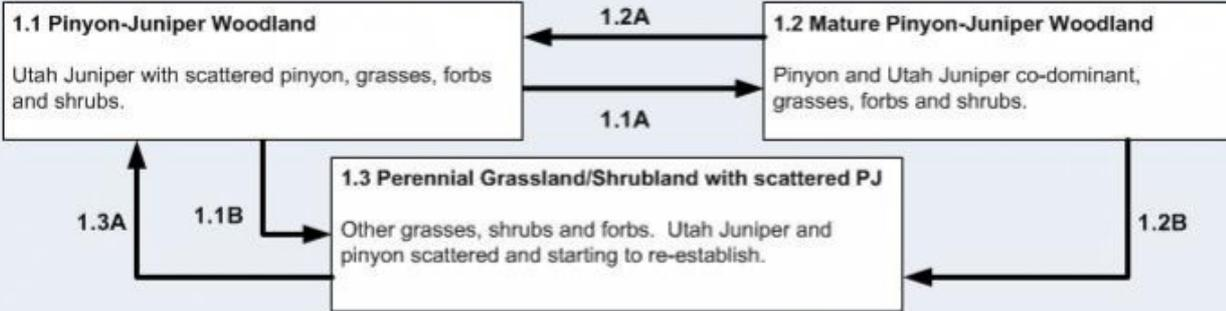 1.1 Pinyon-Juniper Woodland
Utah Juniper with scattered pinyon, grasses, forbs
and shrubs.
1.2A
1.1A
1.2 Mature Pinyon-Juniper Woodland
Pinyon and Utah Juniper co-dominant,
grasses, forbs and shrubs.
1.3A
1.1B
1.3 Perennial Grassland/Shrubland with scattered PJ
Other grasses, shrubs and forbs. Utah Juniper and
pinyon scattered and starting to re-establish.
1.2B